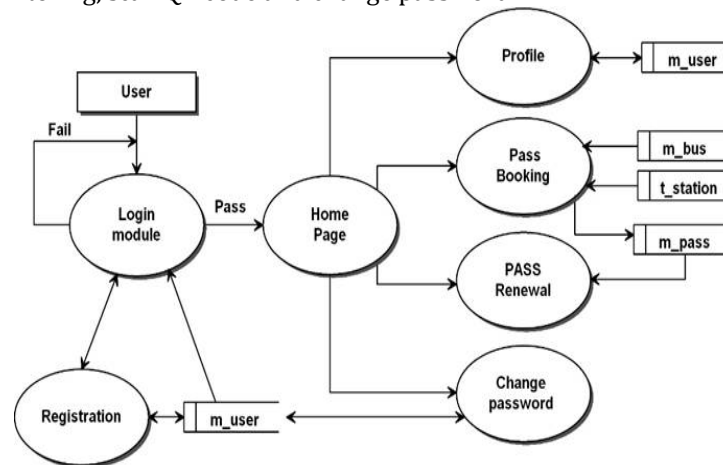 User
Fail
Login
module
Pass
Home
Page
Profile
m_user
Pass
Booking
m_bus
t_station
m_pass
PASS
Renewal
Change
password
Registration
m_user